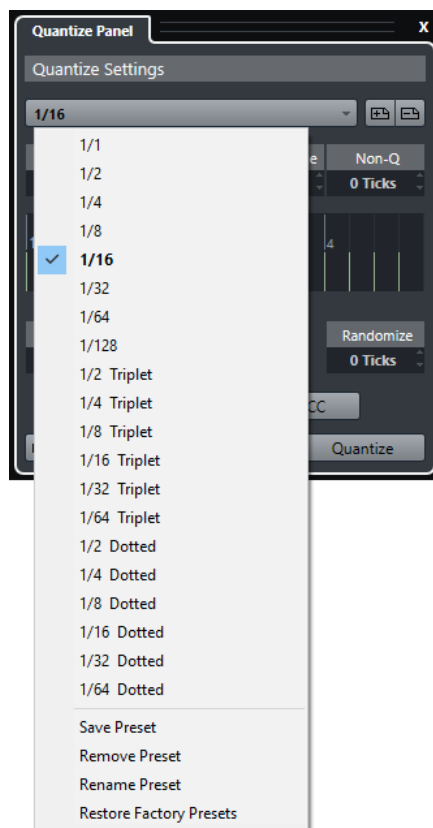 Quantize Panel
X
Quantize Settings
1/16
1/1
1/2
1/4
1/8
1/16
1/32
1/64
1/128
1/2 Triplet
1/4 Triplet
1/8 Triplet
1/16 Triplet
1/32 Triplet
1/64 Triplet
1/2 Dotted
1/4 Dotted
1/8 Dotted
1/16 Dotted
1/32 Dotted
1/64 Dotted
Save Preset
Remove Preset
Rename Preset
Restore Factory Presets
Non-Q
0 Ticks
4
Randomize
0 Ticks
CC
Quantize